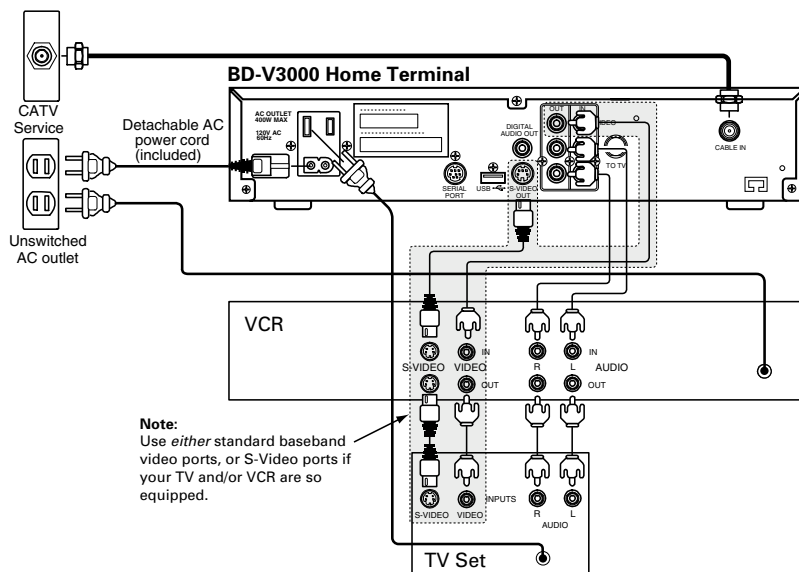 BD-V3000 Home Terminal
CATV
Service
Detachable AC
power cord
(included)
Unswitched
AC outlet
AC OUTLET
400W MAX
120V AC
60Hz
SERIAL
PORT
USB
DIGITAL
AUDIO OUT
S-VIDEO
OUT
OUT
IN
VIDEO
TO TV
CABLE IN
VCR
S-VIDEO
VIDEO
IN
OUT
R
L
IN
AUDIO
OUT
Note:
Use either standard baseband
video ports, or S-Video ports if
your TV and/or VCR are so
equipped.
S-VIDEO
VIDEO
INPUTS
R
L
AUDIO
TV Set